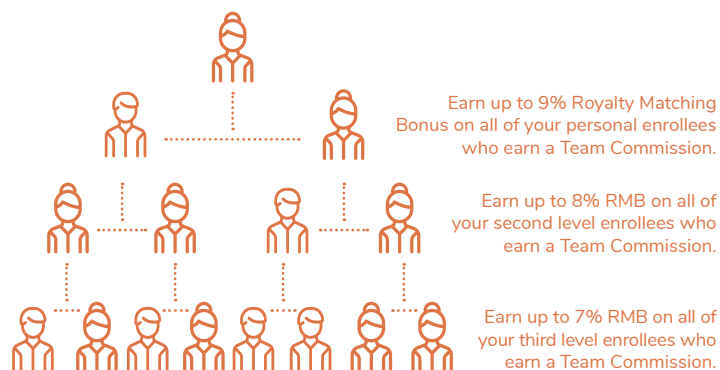 Earn up to 9% Royalty Matching
Bonus on all of your personal enrollees
who earn a Team Commission.
Earn up to 8% RMB on all of
your second level enrollees who
earn a Team Commission.
Earn up to 7% RMB on all of
your third level enrollees who
earn a Team Commission.